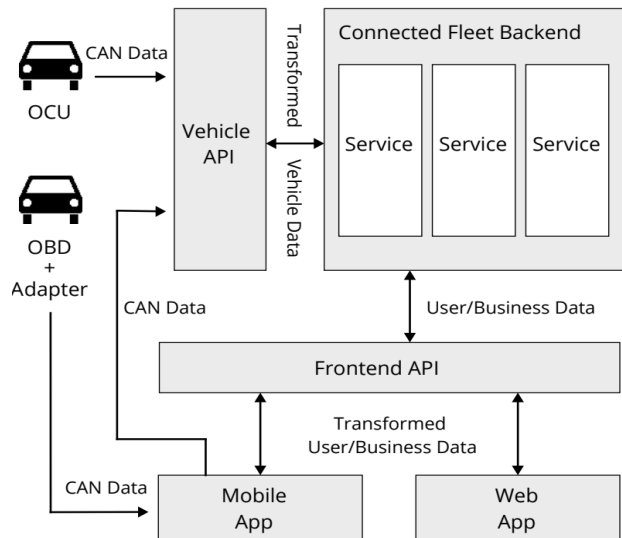 CAN Data
OCU
Vehicle
API
Transformed
Vehicle Data
Connected Fleet Backend
Service
Service
Service
OBD
+
Adapter
CAN Data
User/Business Data
Frontend API
Transformed
User/Business Data
CAN Data
Mobile
App
Web
App